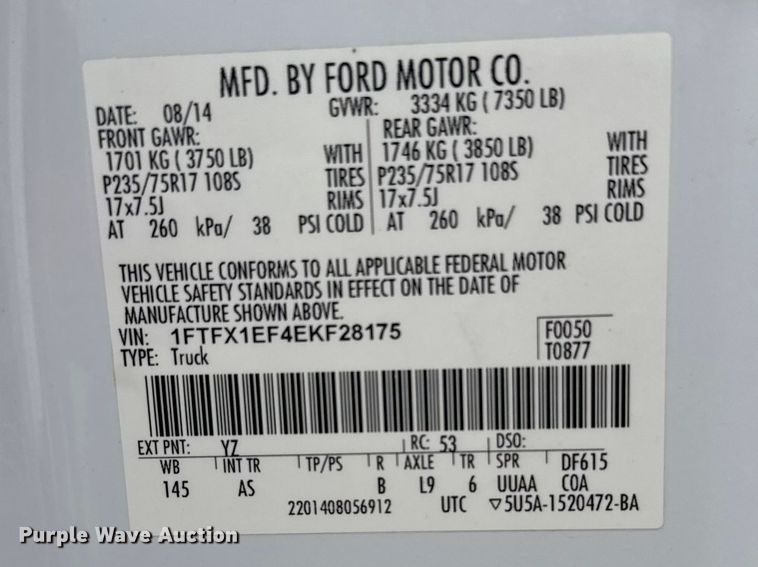 MFD. BY FORD MOTOR CO.
DATE: 08/14 GVWR: 3334 KG ( 7350 LB)
FRONT GAWR: REAR GAWR:
1701 KG ( 3750 LB) WITH 1746 KG ( 3850 LB) WITH
P235/75R17 108S TIRES P235/75R17 108S TIRES
17x7.5J RIMS 17x7.5J RIMS
AT 260 kPa/ 38 PSI COLD AT 260 kPa/ 38 PSI COLD
THIS VEHICLE CONFORMS TO ALL APPLICABLE FEDERAL MOTOR
VEHICLE SAFETY STANDARDS IN EFFECT ON THE DATE OF
MANUFACTURE SHOWN ABOVE.
VIN: 1FTFX1EF4EKF28175 F0050
TYPE: Truck T0877
EXT PNT: YZ RC: 53 DSO:
WB INT TR TP/PS R AXLE TR SPR DF615
145 AS B L9 6 UUAA COA
2201408056912 UTC ▽5U5A-1520472-BA
Purple Wave Auction